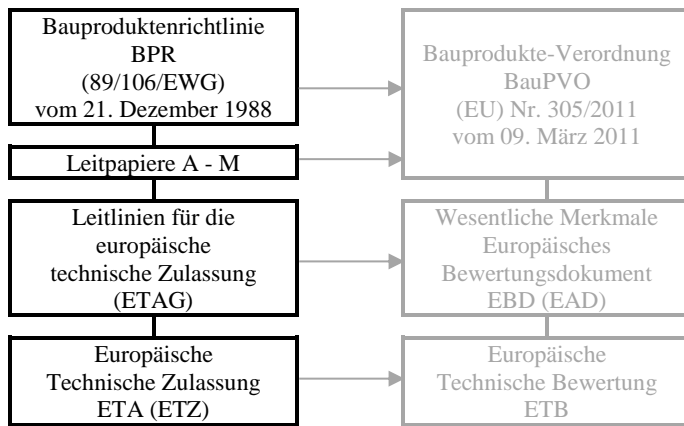 Bauproduktenrichtlinie
BPR
(89/106/EWG)
vom 21. Dezember 1988
Leitpapiere A - M
Leitlinien für die
europäische
technische Zulassung
(ETAG)
Europäische
Technische Zulassung
ETA (ETZ)
Bauprodukte-Verordnung
BauPVO
(EU) Nr. 305/2011
vom 09. März 2011
Wesentliche Merkmale
Europäisches
Bewertungsdokument
EBD (EAD)
Europäische
Technische Bewertung
ETB